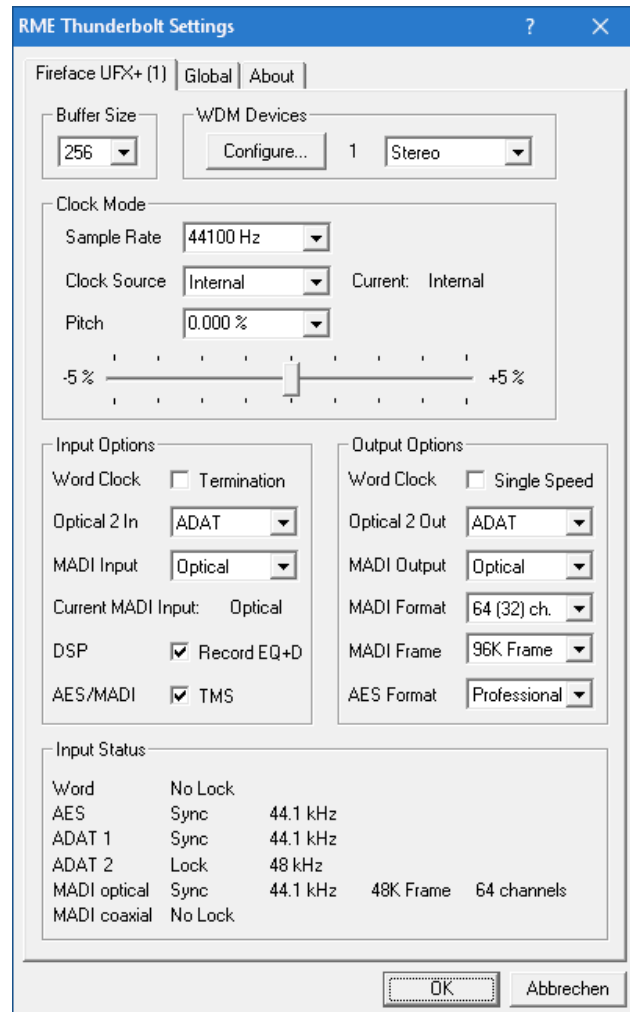 RME Thunderbolt Settings ?
Fireface UFX+ (1) Global About
Buffer Size
256
WDM Devices
Configure... 1 Stereo
Clock Mode
Sample Rate 44100 Hz
Clock Source Internal Current: Internal
Pitch 0.000 %
-5 % +5 %
Input Options
Word Clock Termination
Optical 2 In ADAT
MADI Input Optical
Current MADI Input: Optical
DSP Record EQ+D
AES/MADI TMS
Output Options
Word Clock Single Speed
Optical 2 Out ADAT
MADI Output Optical
MADI Format 64 (32) ch.
MADI Frame 96K Frame
AES Format Professional
Input Status
Word No Lock
AES Sync 44.1 kHz
ADAT 1 Sync 44.1 kHz
ADAT 2 Lock 48 kHz
MADI optical Sync 44.1 kHz 48K Frame 64 channels
MADI coaxial No Lock
OK Abbrechen